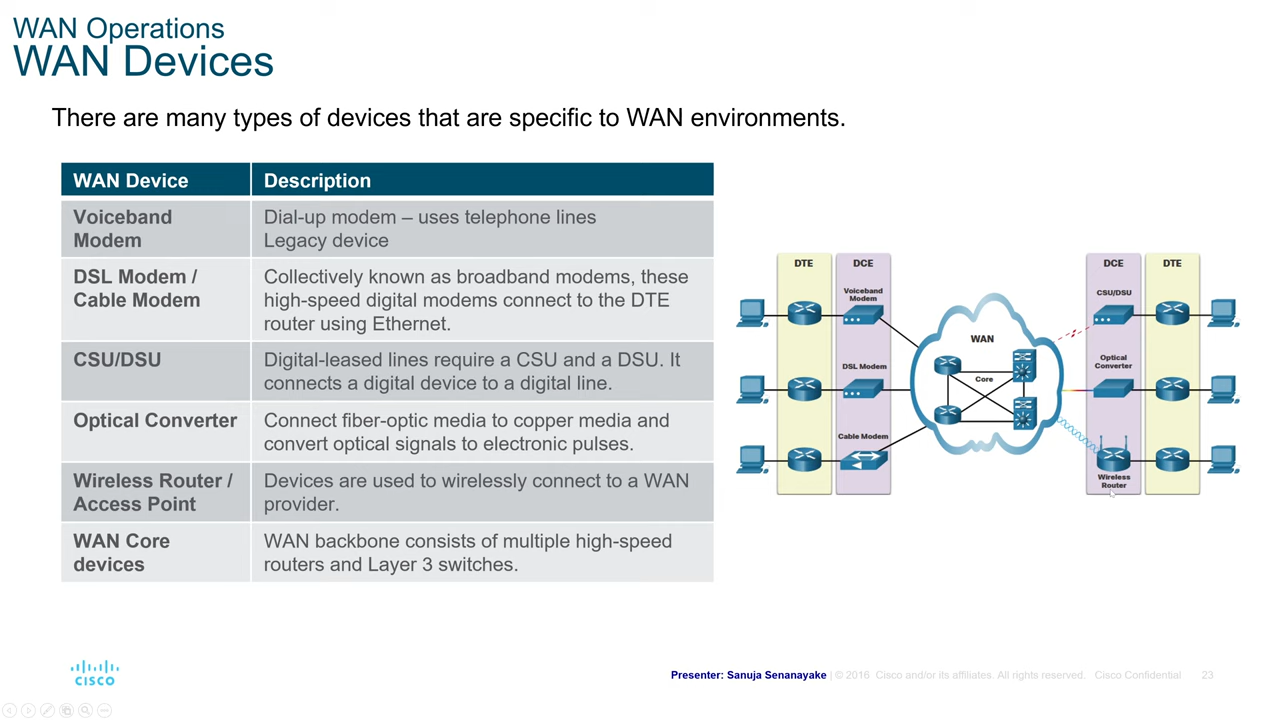 WAN Operations
WAN Devices
There are many types of devices that are specific to WAN environments.
WAN Device Description
Voiceband
Modem
Dial-up modem – uses telephone lines
Legacy device
DSL Modem /
Cable Modem
Collectively known as broadband modems, these
high-speed digital modems connect to the DTE
router using Ethernet.
CSU/DSU
Digital-leased lines require a CSU and a DSU. It
connects a digital device to a digital line.
Optical Converter
Connect fiber-optic media to copper media and
convert optical signals to electronic pulses.
Wireless Router /
Access Point
Devices are used to wirelessly connect to a WAN
provider.
WAN Core
devices
WAN backbone consists of multiple high-speed
routers and Layer 3 switches.
DTE
DCE
Voiceband
Modem
DSL Modem
Cable Modem
WAN
Core
DCE
DTE
CSU/DSU
Optical
Converter
Wireless
Router
CISCO
Presenter: Sanuja Senanayake | © 2016 Cisco and/or its affiliates. All rights reserved. Cisco Confidential 23